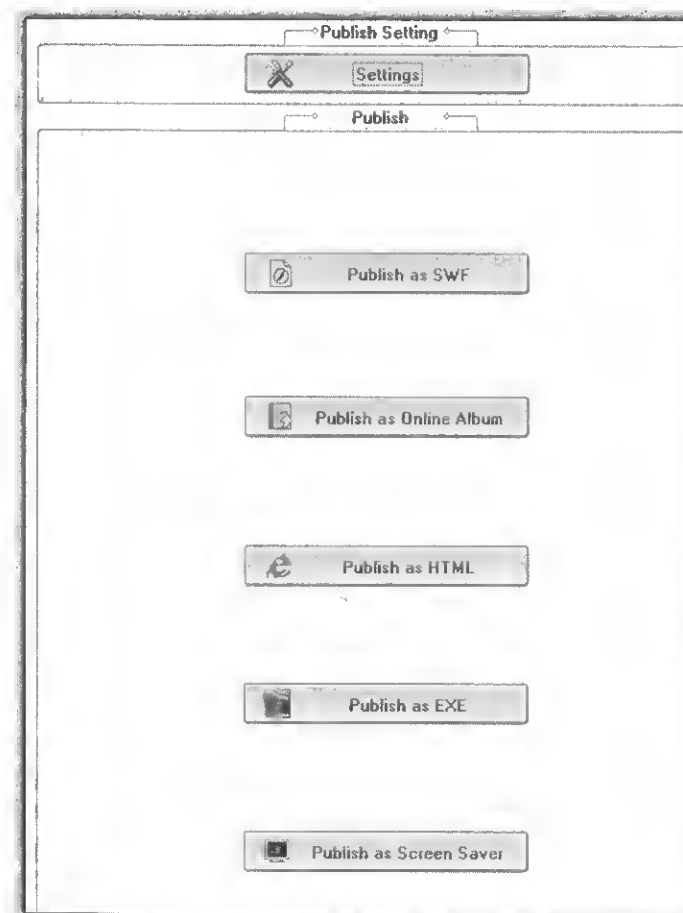 Publish Setting
Settings
Publish
Publish as SWF
Publish as Online Album
Publish as HTML
Publish as EXE
Publish as Screen Saver